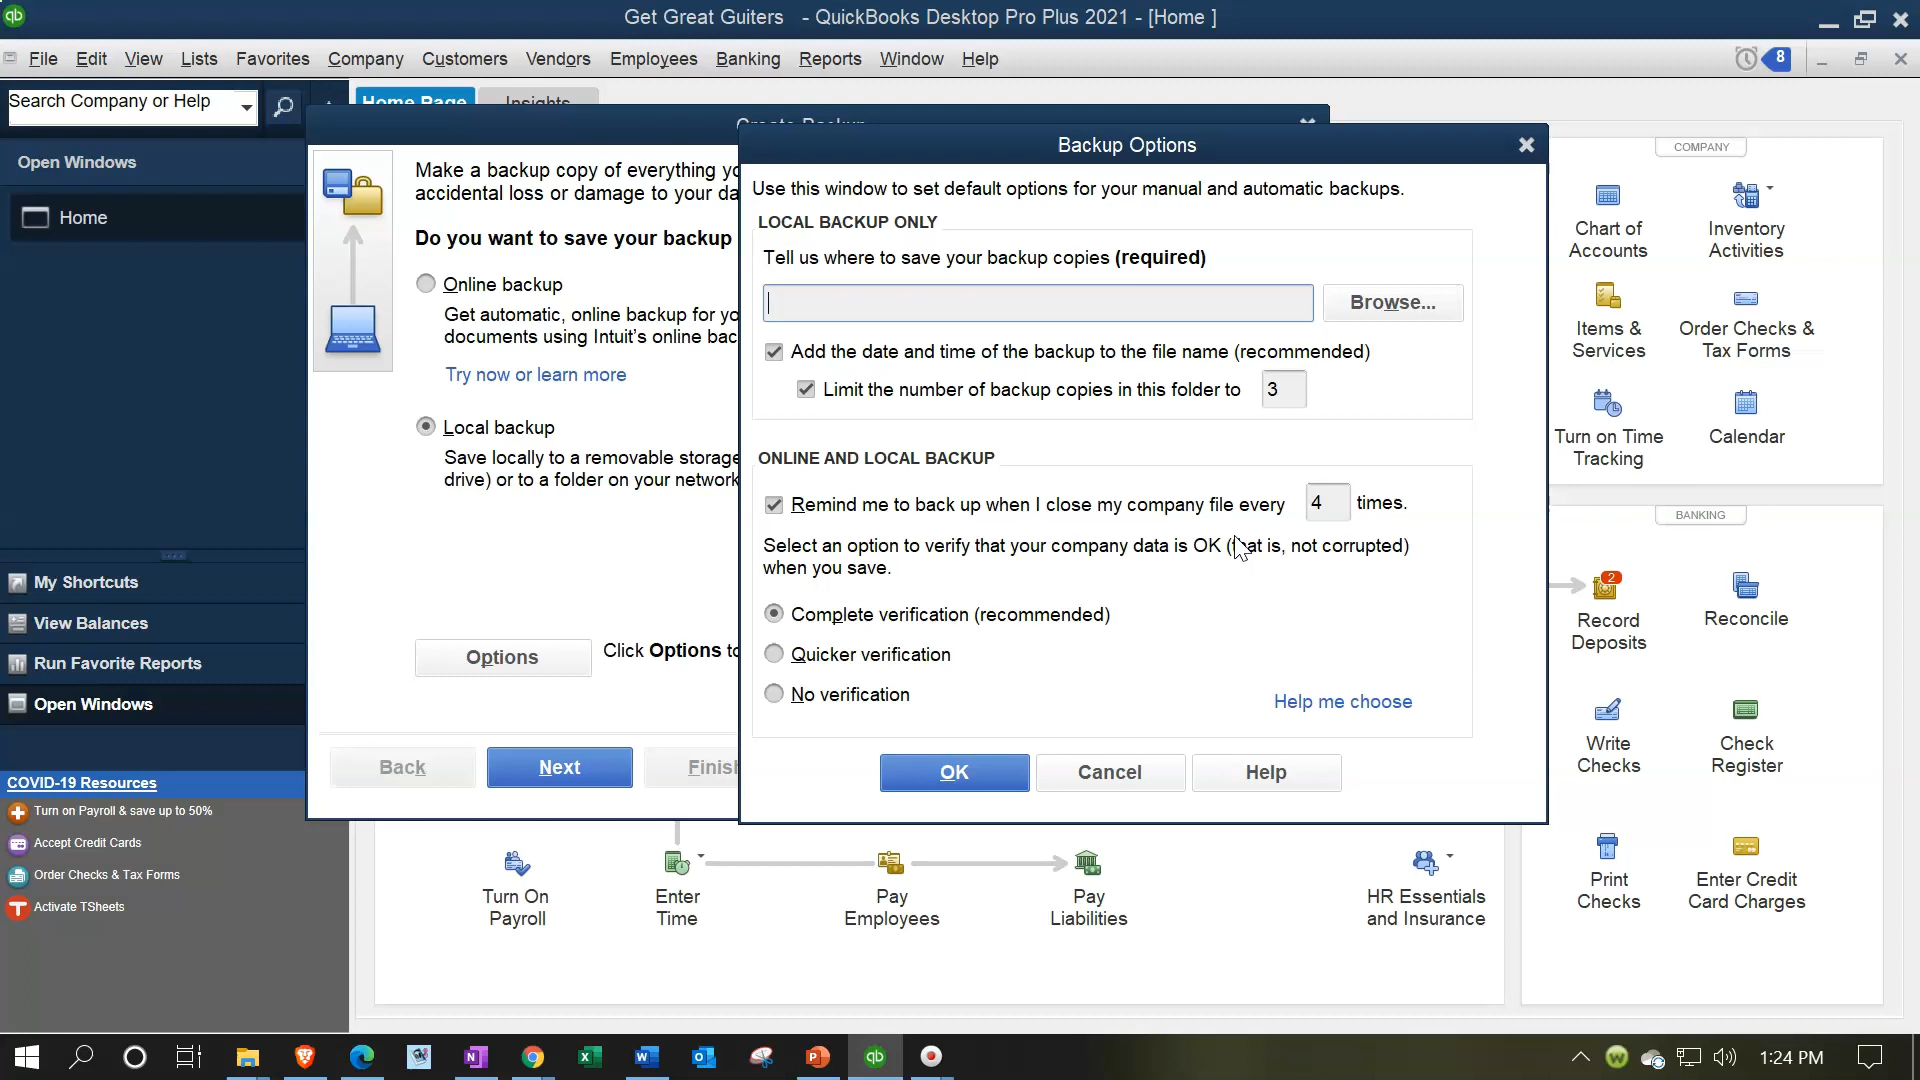 Get Great Guiters - QuickBooks Desktop Pro Plus 2021 - [Home ]
File Edit View Lists Favorites Company Customers Vendors Employees Banking Reports Window Help
8
Search Company or Help
Home Page
Insights
Open Windows
Home
My Shortcuts
View Balances
Run Favorite Reports
Open Windows
COVID-19 Resources
Turn on Payroll & save up to 50%
Accept Credit Cards
Order Checks & Tax Forms
Activate TSheets
Create Backup
Make a backup copy of everything yo
accidental loss or damage to your da
Do you want to save your backup
Online backup
Get automatic, online backup for yo
documents using Intuit's online bac
Try now or learn more
Local backup
Save locally to a removable storage
drive) or to a folder on your network
Options
Click Options to
Back
Next
Finish
Backup Options
Use this window to set default options for your manual and automatic backups.
LOCAL BACKUP ONLY
Tell us where to save your backup copies (required)
Browse...
Add the date and time of the backup to the file name (recommended)
Limit the number of backup copies in this folder to 3
ONLINE AND LOCAL BACKUP
Remind me to back up when I close my company file every 4 times.
Select an option to verify that your company data is OK (that is, not corrupted)
when you save.
Complete verification (recommended)
Quicker verification
No verification
Help me choose
OK
Cancel
Help
COMPANY
Chart of
Accounts
Inventory
Activities
Items &
Services
Order Checks &
Tax Forms
Turn on Time
Tracking
Calendar
BANKING
2
Record
Deposits
Reconcile
Write
Checks
Check
Register
Print
Checks
Enter Credit
Card Charges
Turn On
Payroll
Enter
Time
Pay
Employees
Pay
Liabilities
HR Essentials
and Insurance
1:24 PM